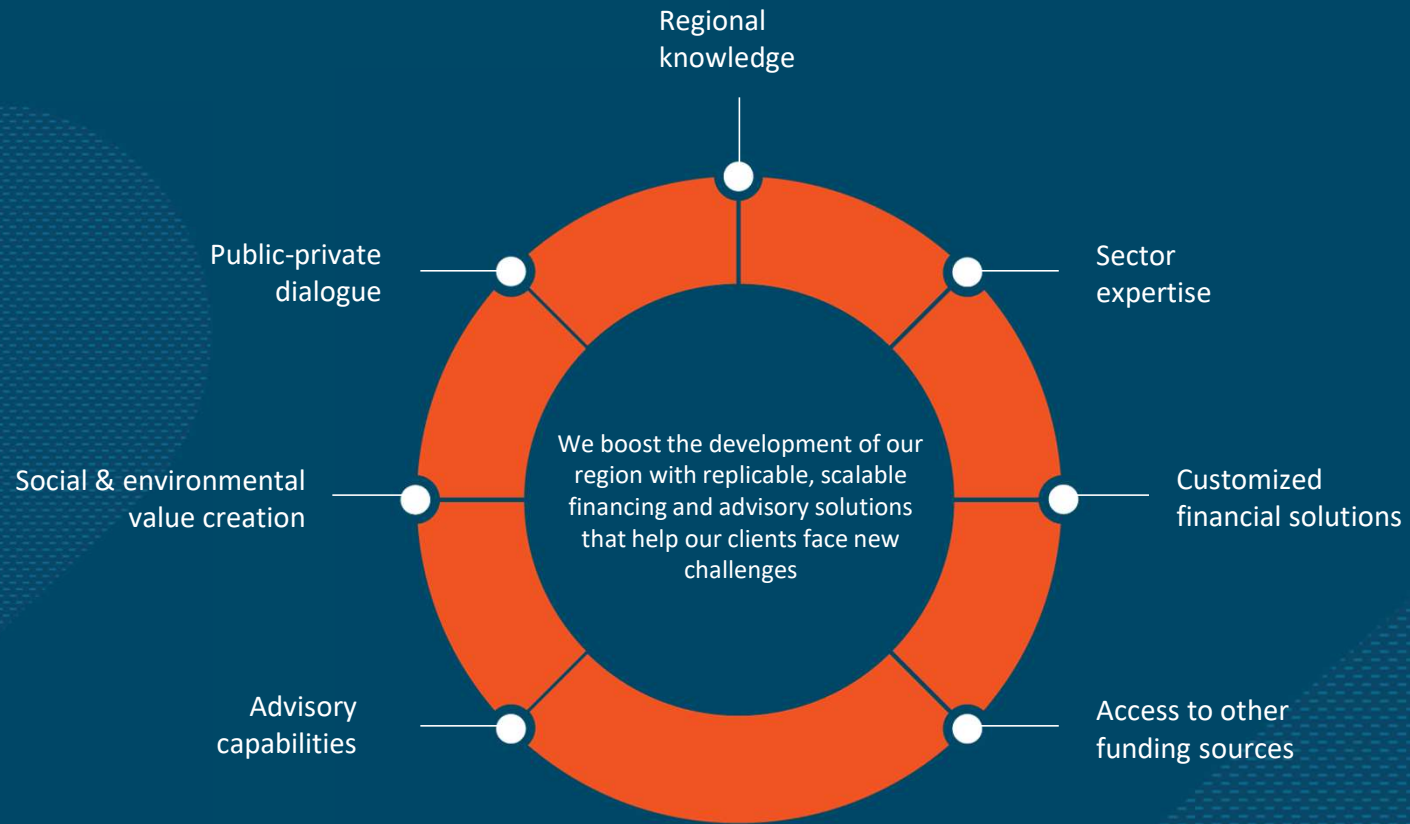 Regional
knowledge
Public-private
dialogue
Sector
expertise
Social & environmental
value creation
We boost the development of our
region with replicable, scalable
financing and advisory solutions
that help our clients face new
challenges
Customized
financial solutions
Advisory
capabilities
Access to other
funding sources